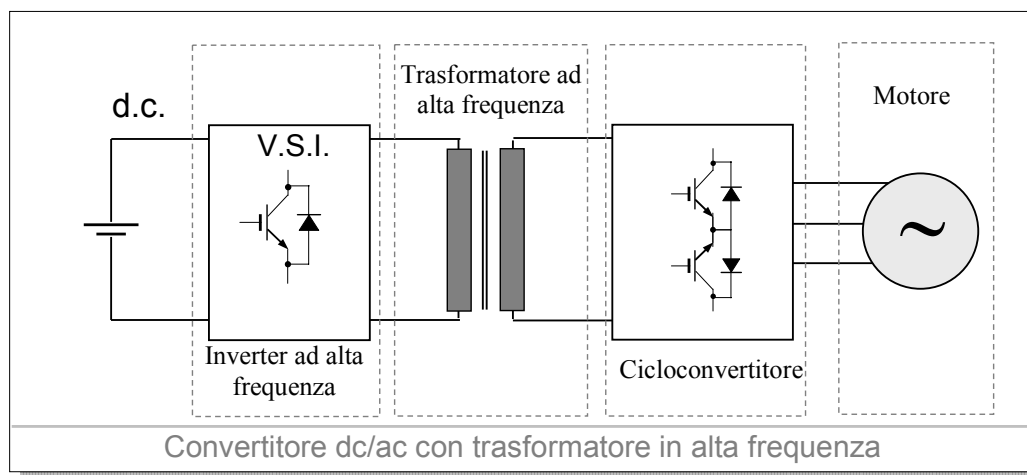 d.c.
V.S.I.
Inverter ad alta
frequenza
Trasformatore ad
alta frequenza
Cicloconvertitore
Motore
~
Convertitore dc/ac con trasformatore in alta frequenza